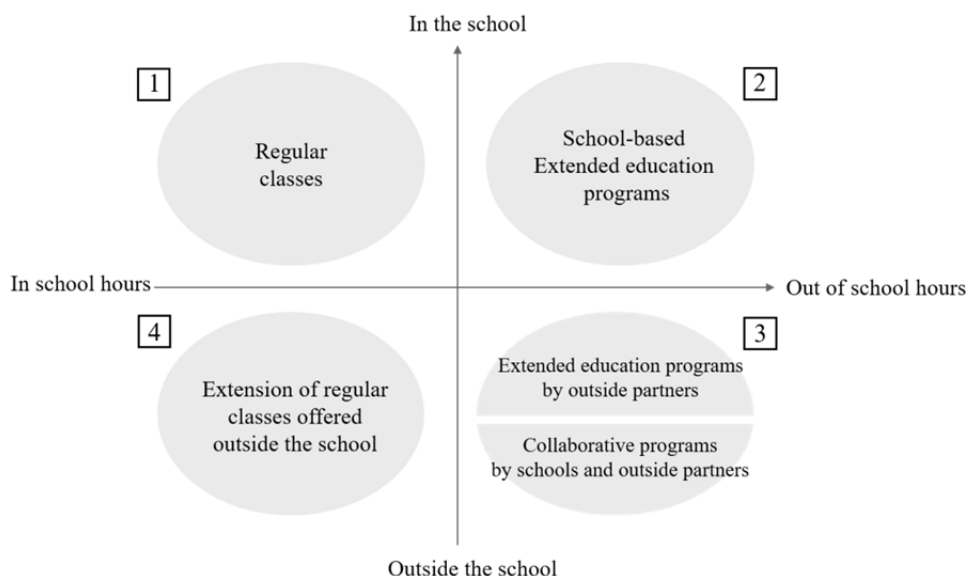 In the school
1
2
Regular
classes
School-based
Extended education
programs
In school hours
Out of school hours
4
3
Extension of regular
classes offered
outside the school
Extended education programs
by outside partners
Collaborative programs
by schools and outside partners
Outside the school